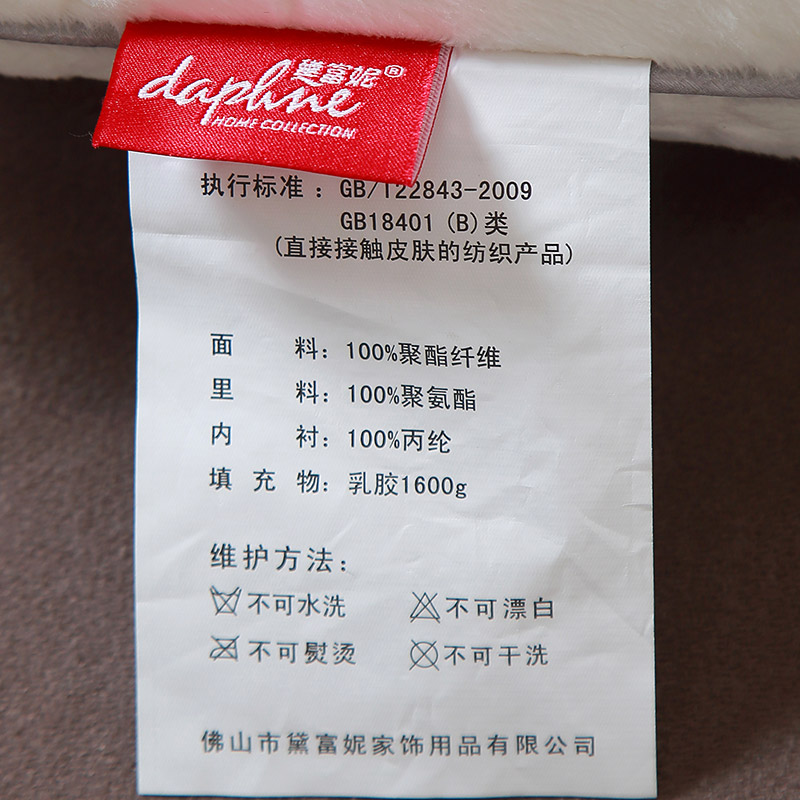 黛富妮®
daphne
HOME COLLECTION
执行标准：GB/T22843-2009
GB18401(B)类
(直接接触皮肤的纺织产品)
面 料：100%聚酯纤维
里 料：100%聚氨酯
内 衬：100%丙纶
填 充 物：乳胶1600g
维护方法：
不可水洗 不可漂白
不可熨烫 不可干洗
佛山市黛富妮家饰用品有限公司